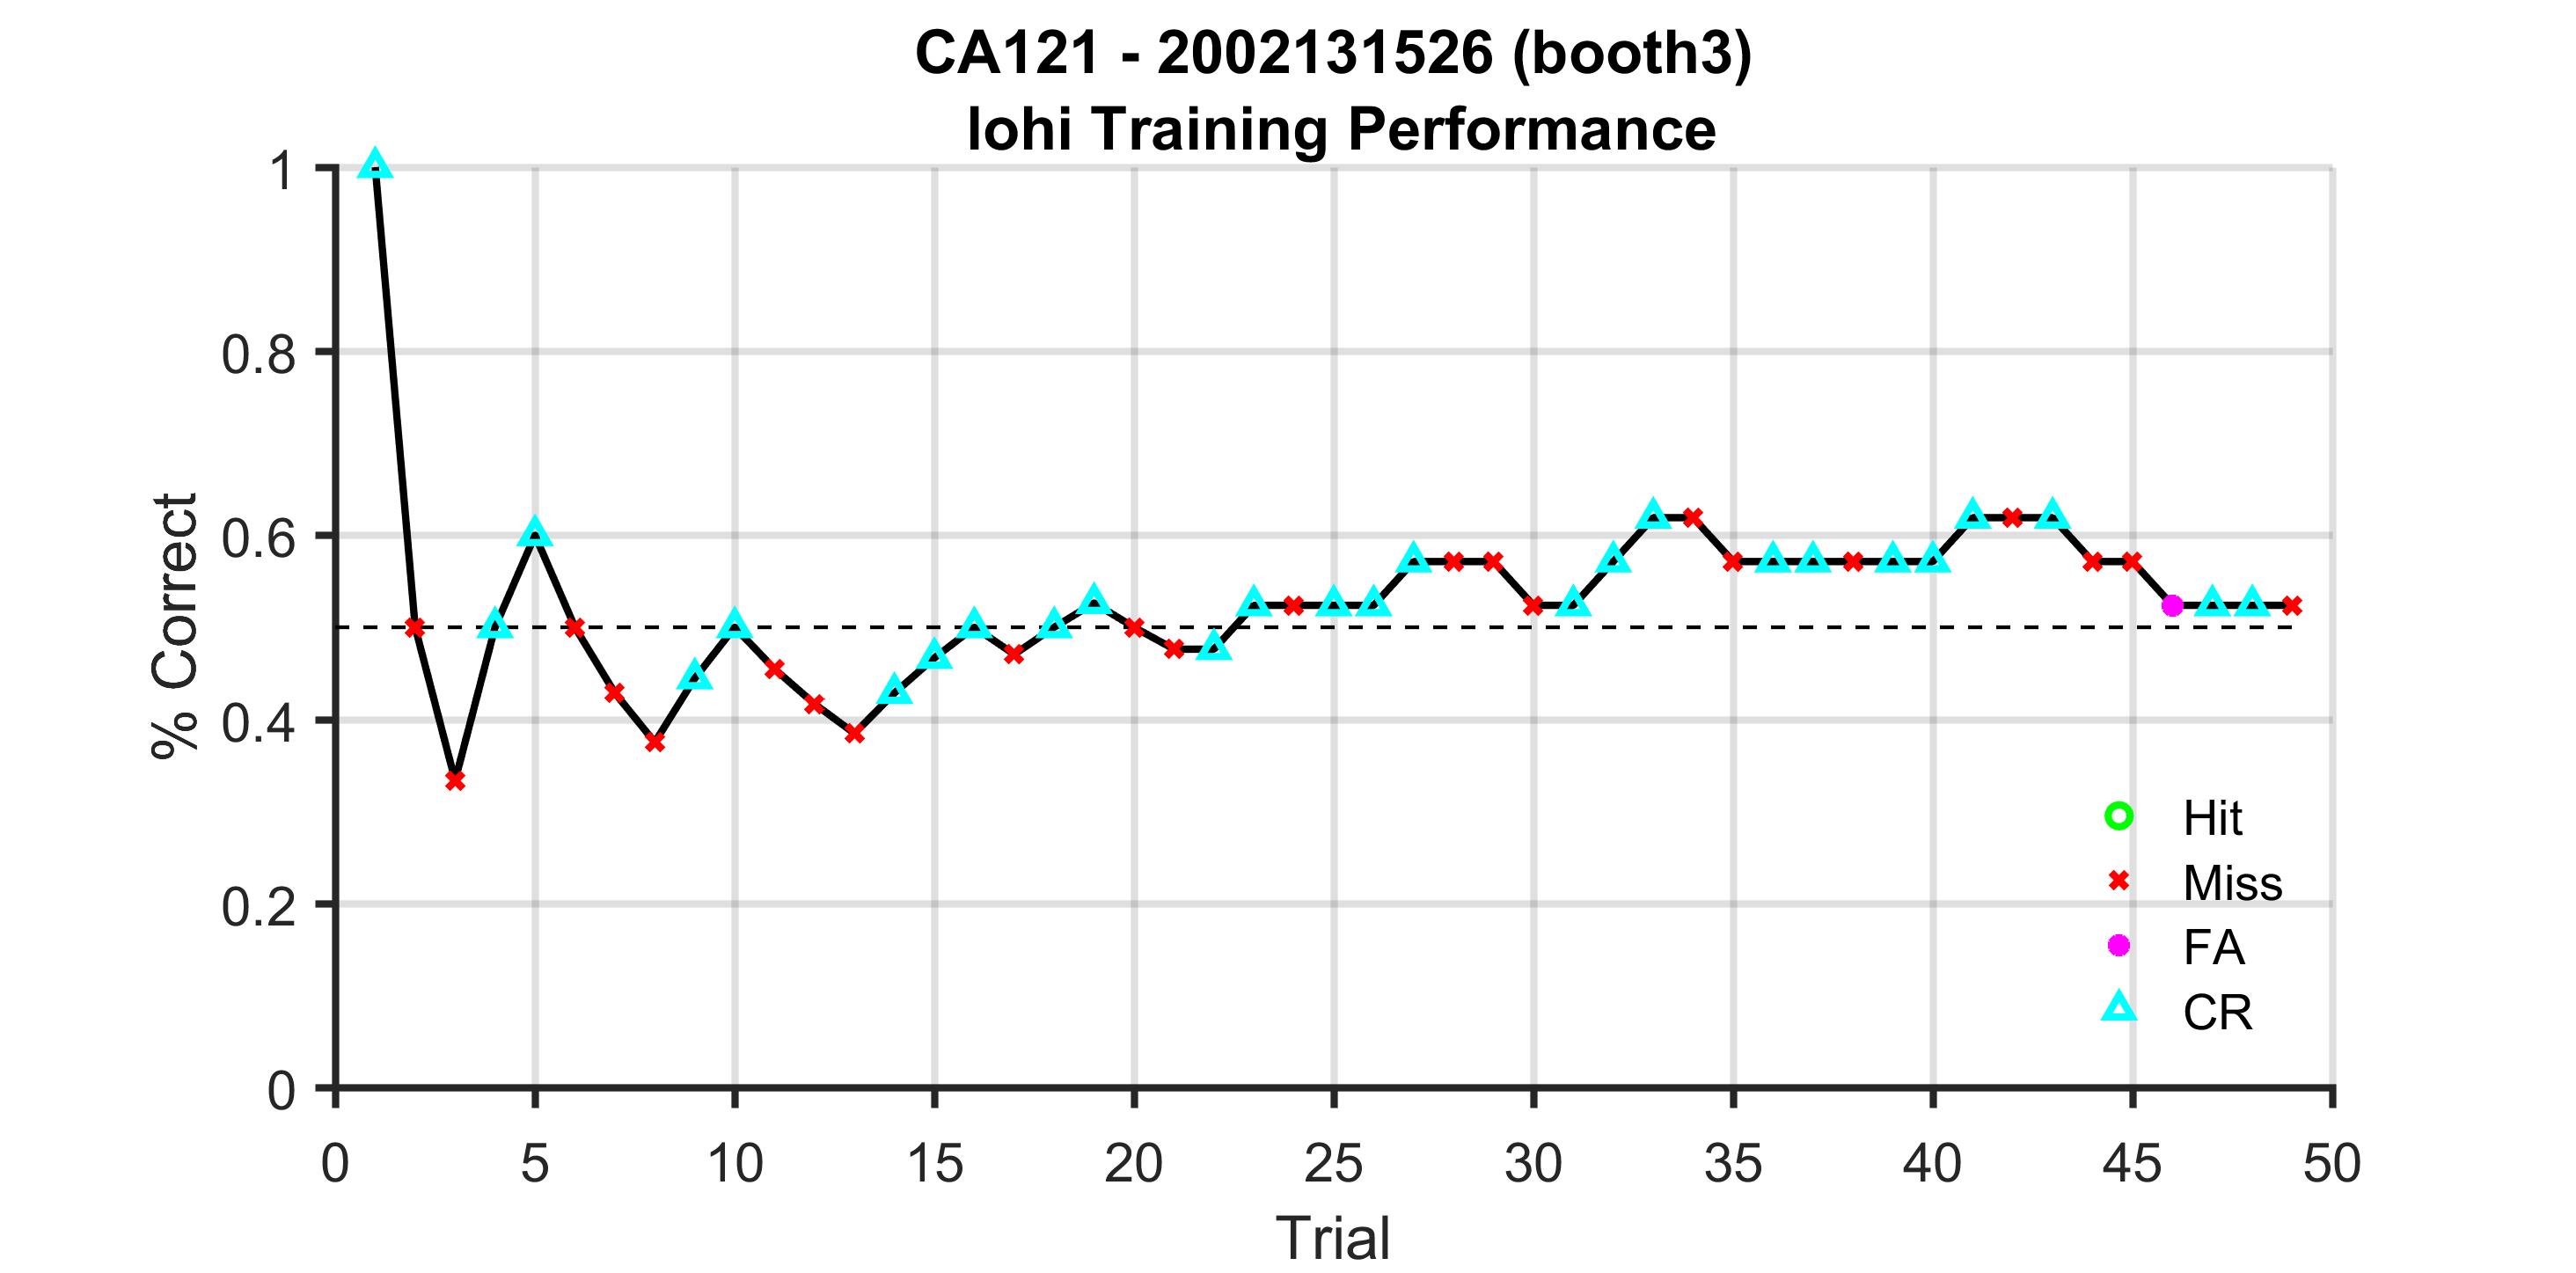 CA121 - 2002131526 (booth3)
lohi Training Performance
1
0.8
0.6
0.4
0.2
0
% Correct
Hit
Miss
FA
CR
0 5 10 15 20 25 30 35 40 45 50
Trial